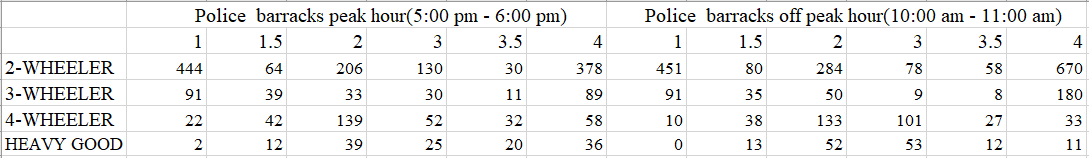 Police barracks peak hour(5:00 pm - 6:00 pm) Police barracks off peak hour(10:00 am - 11:00 am)
1 1.5 2 3 3.5 4 1 1.5 2 3 3.5 4
2-WHEELER 444 64 206 130 30 378 451 80 284 78 58 670
3-WHEELER 91 39 33 30 11 89 91 35 50 9 8 180
4-WHEELER 22 42 139 52 32 58 10 38 133 101 27 33
HEAVY GOOD 2 12 39 25 20 36 0 13 52 53 12 11